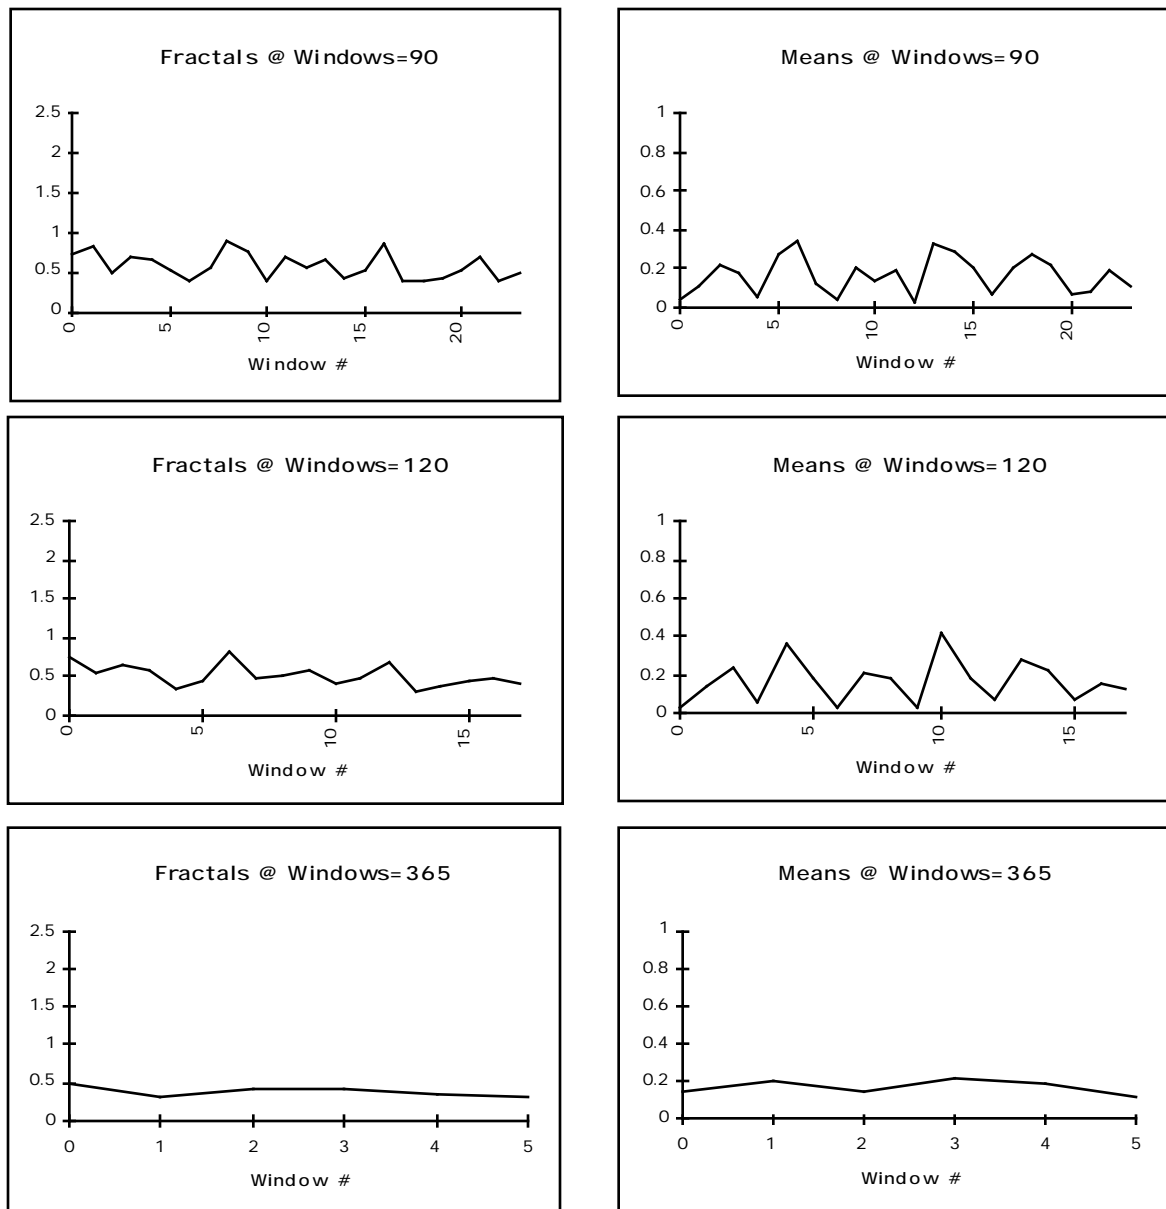 Fractals @ Windows=90
2.5
2
1.5
1
0.5
0
0 5 10 15 20
Window #
Means @ Windows=90
1
0.8
0.6
0.4
0.2
0
0 5 10 15 20
Window #
Fractals @ Windows=120
2.5
2
1.5
1
0.5
0
0 5 10 15
Window #
Means @ Windows=120
1
0.8
0.6
0.4
0.2
0
0 5 10 15
Window #
Fractals @ Windows=365
2.5
2
1.5
1
0.5
0
0 1 2 3 4 5
Window #
Means @ Windows=365
1
0.8
0.6
0.4
0.2
0
0 1 2 3 4 5
Window #